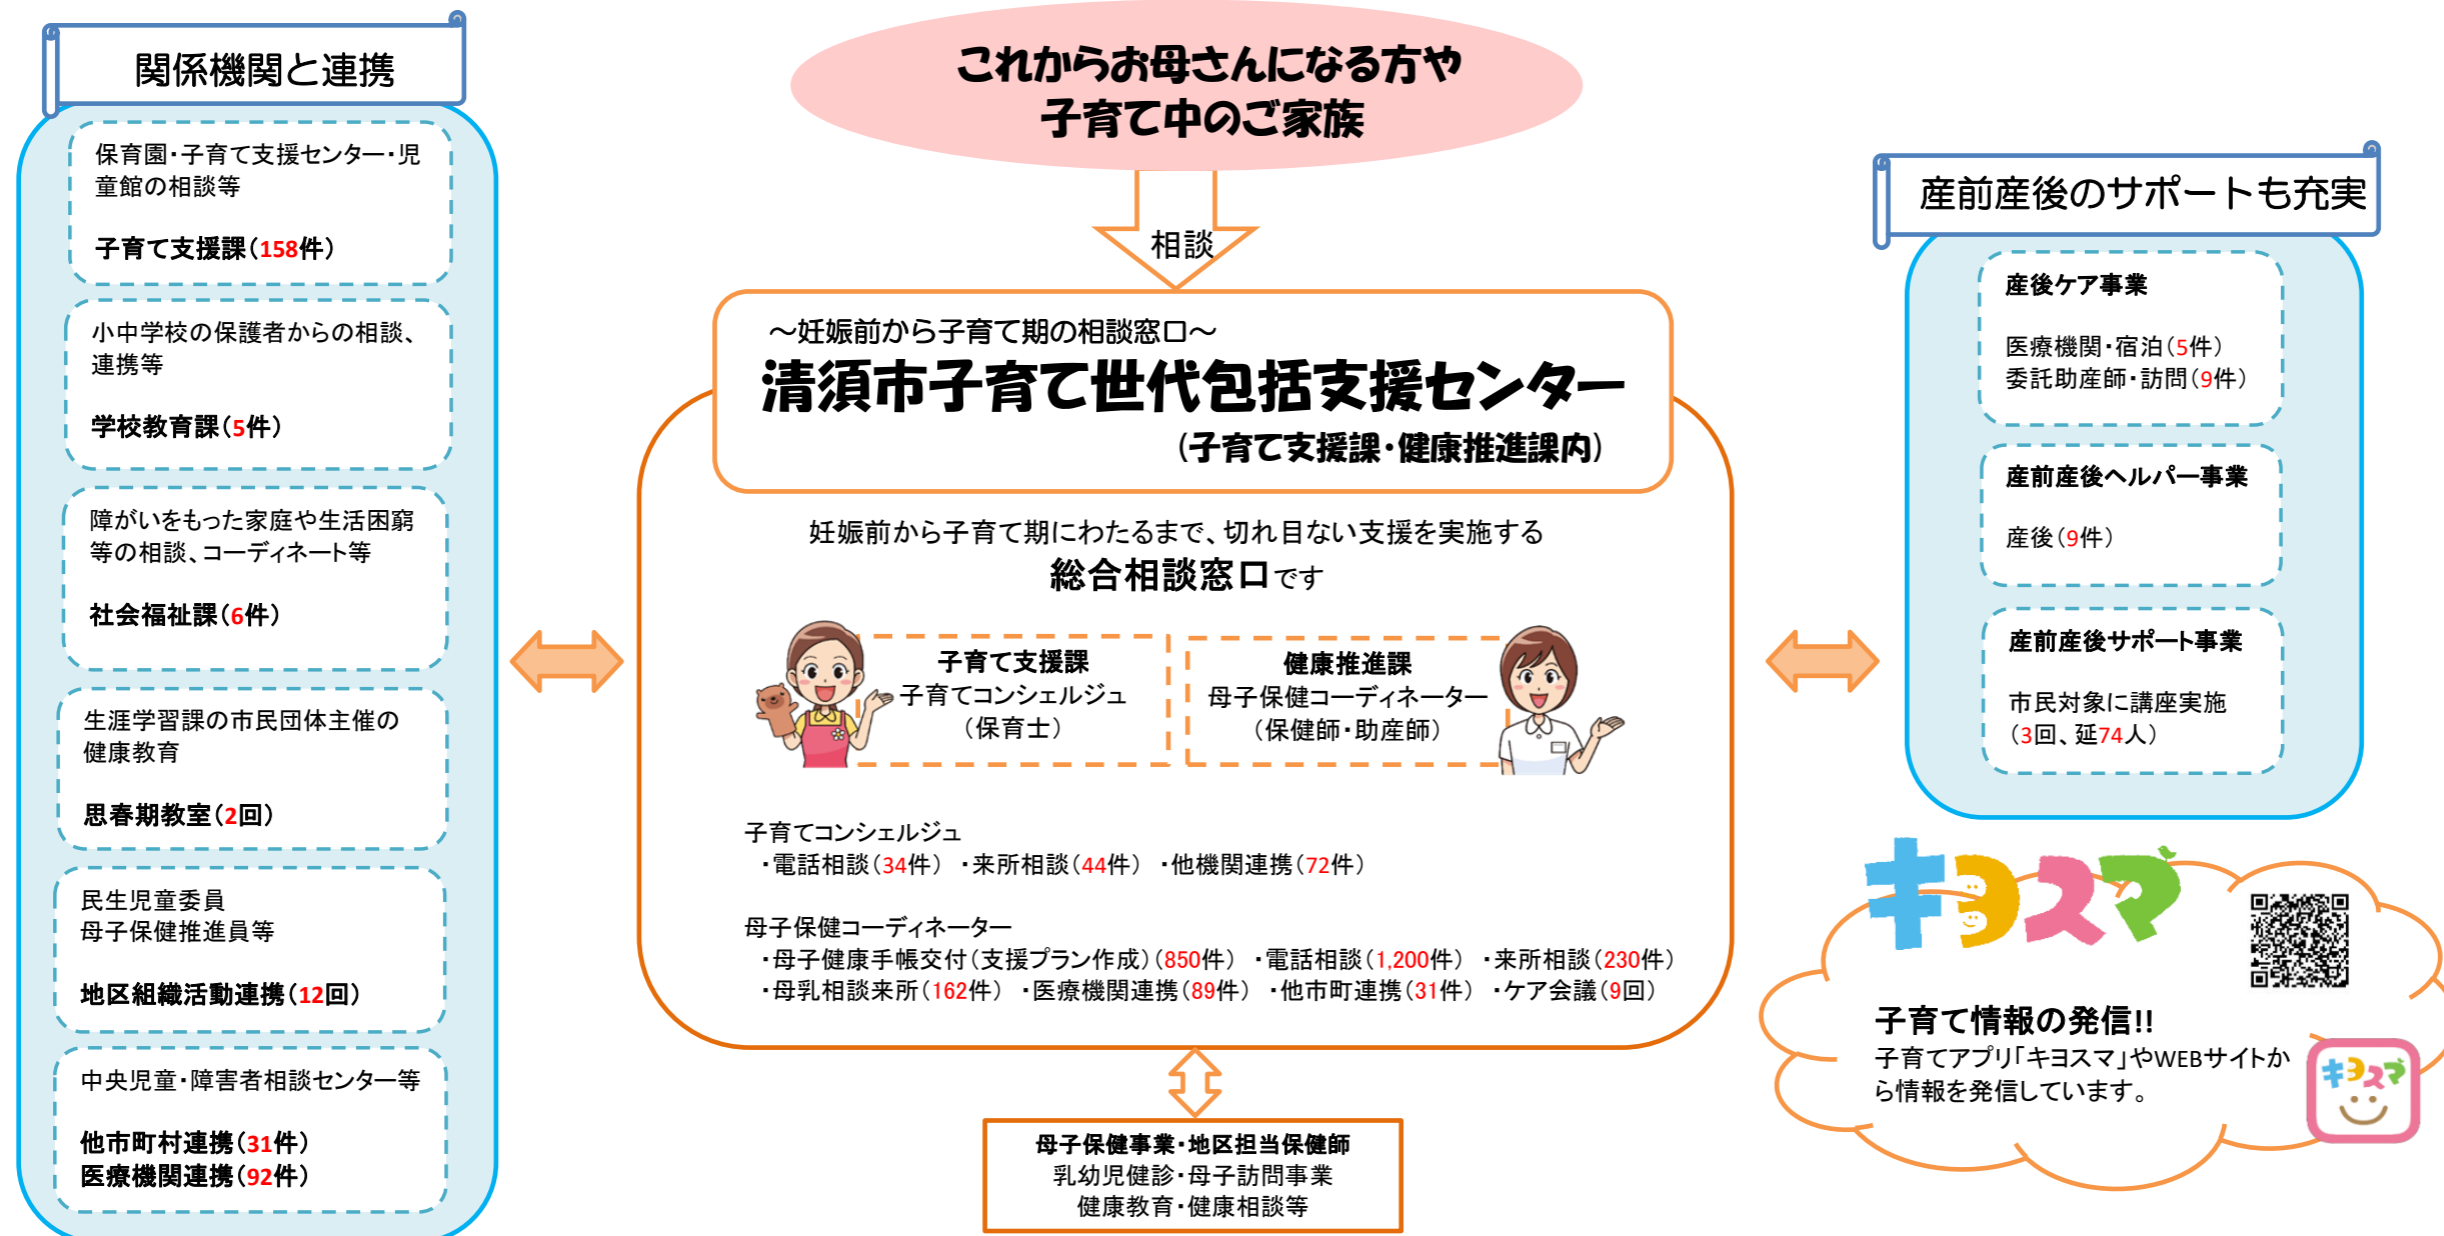 関係機関と連携
保育園・子育て支援センター・児
童館の相談等
子育て支援課(158件)
小中学校の保護者からの相談、
連携等
学校教育課(5件)
障がいをもった家庭や生活困窮
等の相談、コーディネート等
社会福祉課(6件)
生涯学習課の市民団体主催の
健康教育
思春期教室(2回)
民生児童委員
母子保健推進員等
地区組織活動連携(12回)
中央児童・障害者相談センター等
他市町村連携(31件)
医療機関連携(92件)
これからお母さんになる方や
子育て中のご家族
相談
～妊娠前から子育て期の相談窓口～
清須市子育て世代包括支援センター
(子育て支援課・健康推進課内)
妊娠前から子育て期にわたるまで、切れ目ない支援を実施する
総合相談窓口です
子育て支援課
子育てコンシェルジュ
(保育士)
健康推進課
母子保健コーディネーター
(保健師・助産師)
子育てコンシェルジュ
・電話相談(34件) ・来所相談(44件) ・他機関連携(72件)
母子保健コーディネーター
・母子健康手帳交付(支援プラン作成)(850件) ・電話相談(1,200件) ・来所相談(230件)
・母乳相談来所(162件) ・医療機関連携(89件) ・他市町連携(31件) ・ケア会議(9回)
母子保健事業・地区担当保健師
乳幼児健診・母子訪問事業
健康教育・健康相談等
産前産後のサポートも充実
産後ケア事業
医療機関・宿泊(5件)
委託助産師・訪問(9件)
産前産後ヘルパー事業
産後(9件)
産前産後サポート事業
市民対象に講座実施
(3回、延74人)
キヨスマ
子育て情報の発信!!
子育てアプリ「キヨスマ」やWEBサイトか
ら情報を発信しています。
キヨスマ